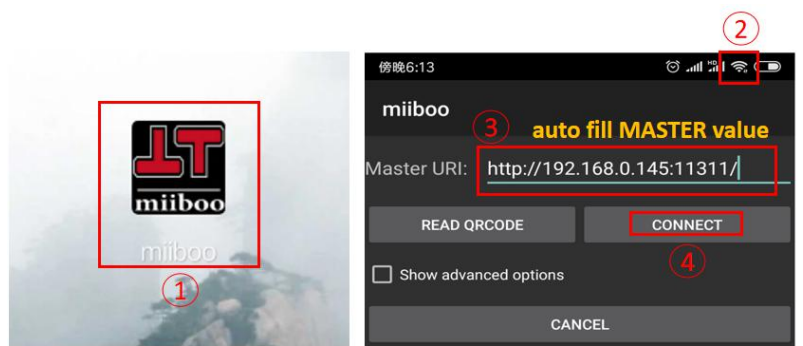 miiboo
miiboo
①
②
傍晚6:13
miiboo
③ auto fill MASTER value
Master URI: http://192.168.0.145:11311/
READ QRCODE
CONNECT
④
Show advanced options
CANCEL